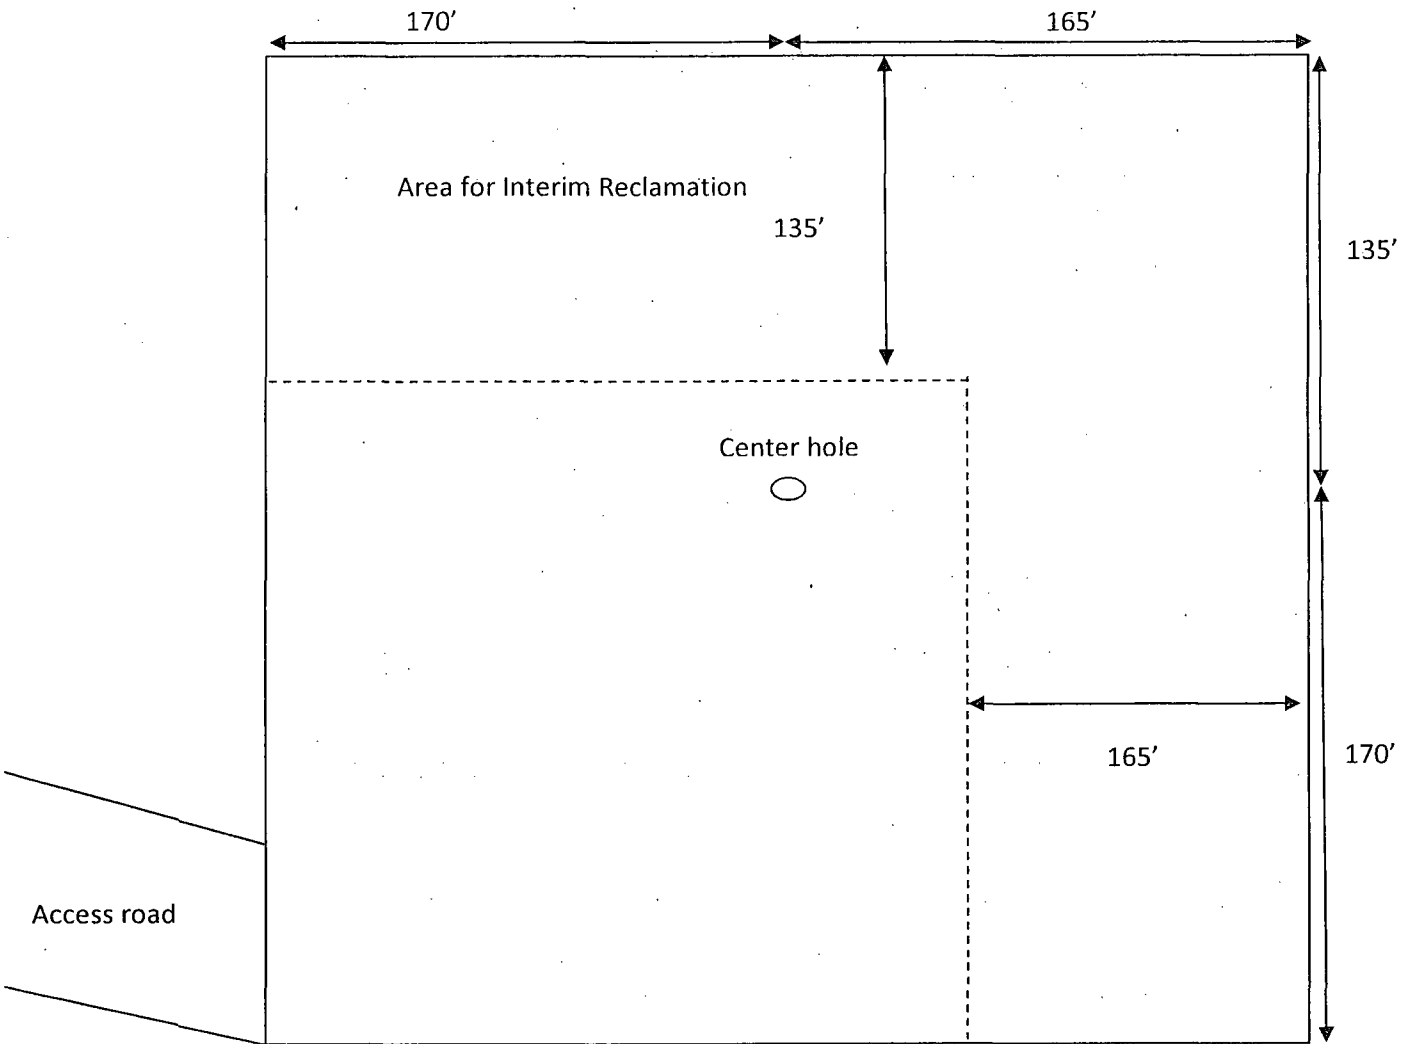 170’
165’
Area for Interim Reclamation
135’
135’
Center hole
165’
170’
Access road